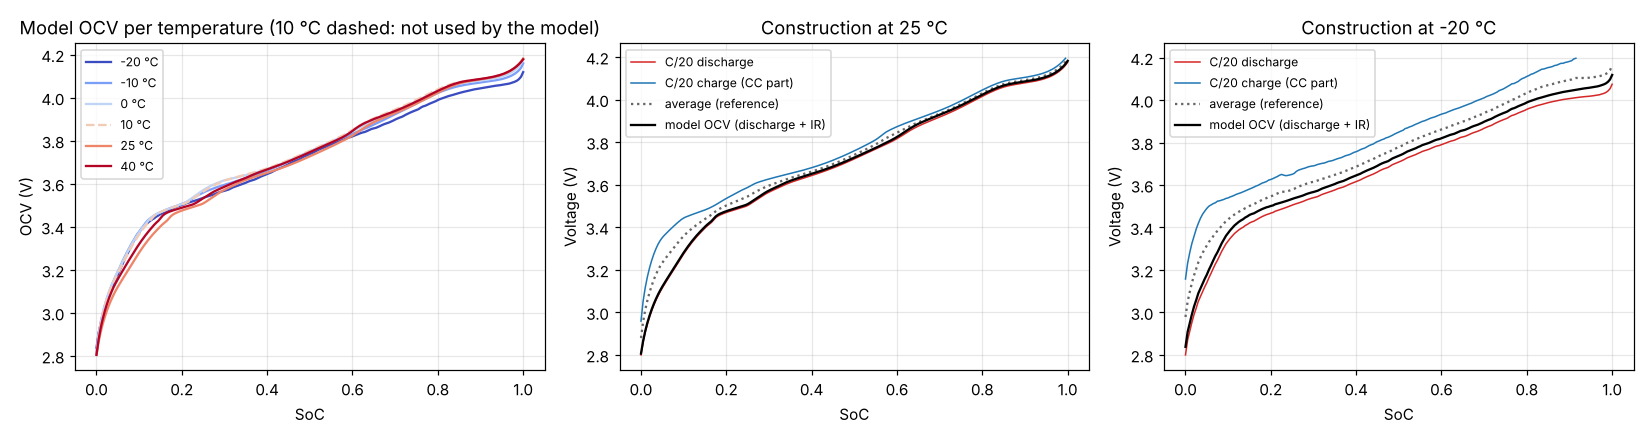 Model OCV per temperature (10 °C dashed: not used by the model)
OCV (V)
4.2
4.0
3.8
3.6
3.4
3.2
3.0
2.8
-20 °C
-10 °C
0 °C
10 °C
25 °C
40 °C
0.0 0.2 0.4 0.6 0.8 1.0
SoC
Construction at 25 °C
Voltage (V)
4.2
4.0
3.8
3.6
3.4
3.2
3.0
2.8
C/20 discharge
C/20 charge (CC part)
average (reference)
model OCV (discharge + IR)
0.0 0.2 0.4 0.6 0.8 1.0
SoC
Construction at -20 °C
Voltage (V)
4.2
4.0
3.8
3.6
3.4
3.2
3.0
2.8
C/20 discharge
C/20 charge (CC part)
average (reference)
model OCV (discharge + IR)
0.0 0.2 0.4 0.6 0.8 1.0
SoC